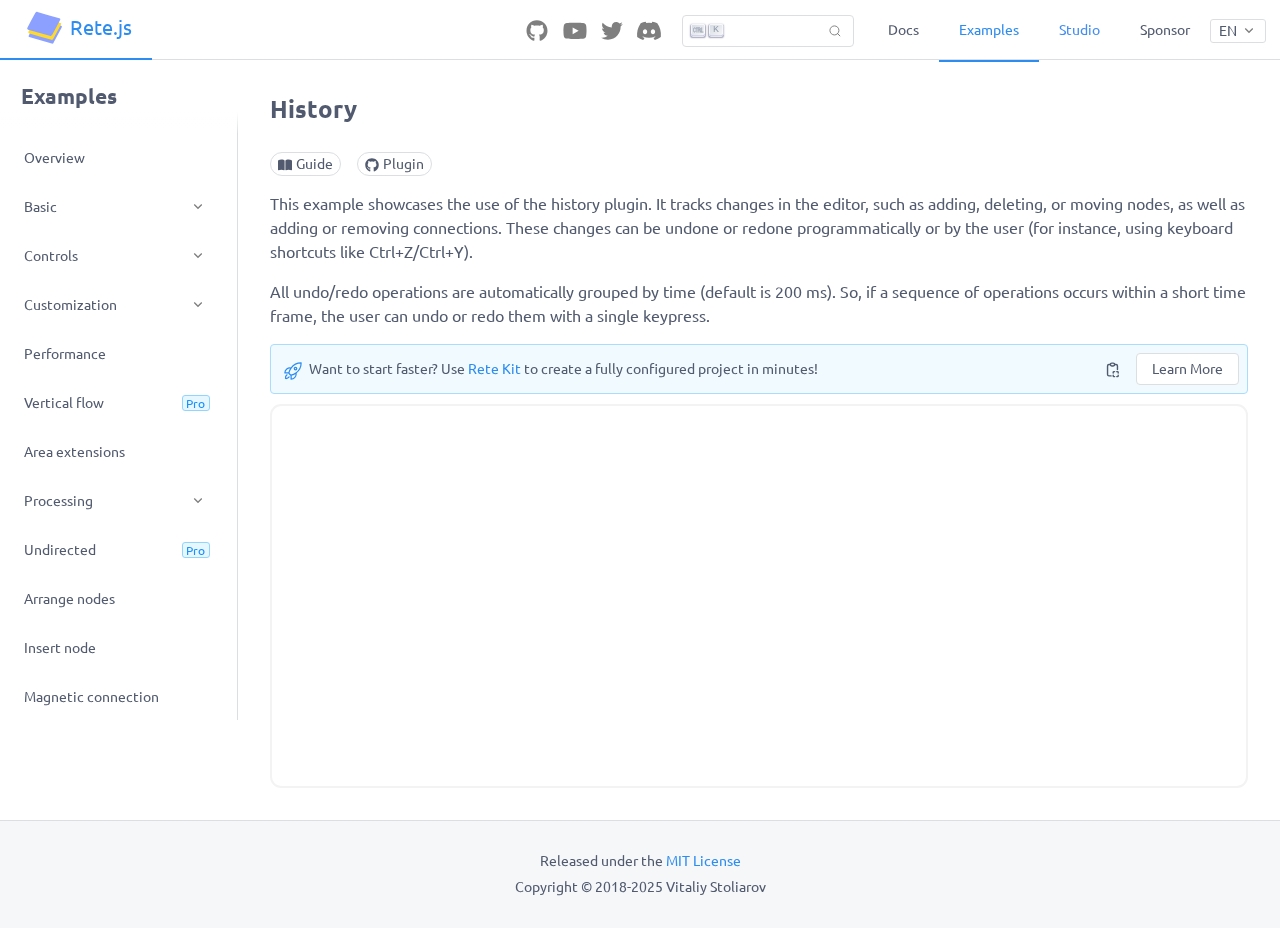 Rete.js
K
Docs
Examples
Studio
Sponsor
EN
Examples
Overview
Basic
Controls
Customization
Performance
Vertical flow
Pro
Area extensions
Processing
Undirected
Pro
Arrange nodes
Insert node
Magnetic connection
History
Guide
Plugin
This example showcases the use of the history plugin. It tracks changes in the editor, such as adding, deleting, or moving nodes, as well as
adding or removing connections. These changes can be undone or redone programmatically or by the user (for instance, using keyboard
shortcuts like Ctrl+Z/Ctrl+Y).
All undo/redo operations are automatically grouped by time (default is 200 ms). So, if a sequence of operations occurs within a short time
frame, the user can undo or redo them with a single keypress.
Want to start faster? Use Rete Kit to create a fully configured project in minutes!
Learn More
Released under the MIT License
Copyright © 2018-2025 Vitaliy Stoliarov